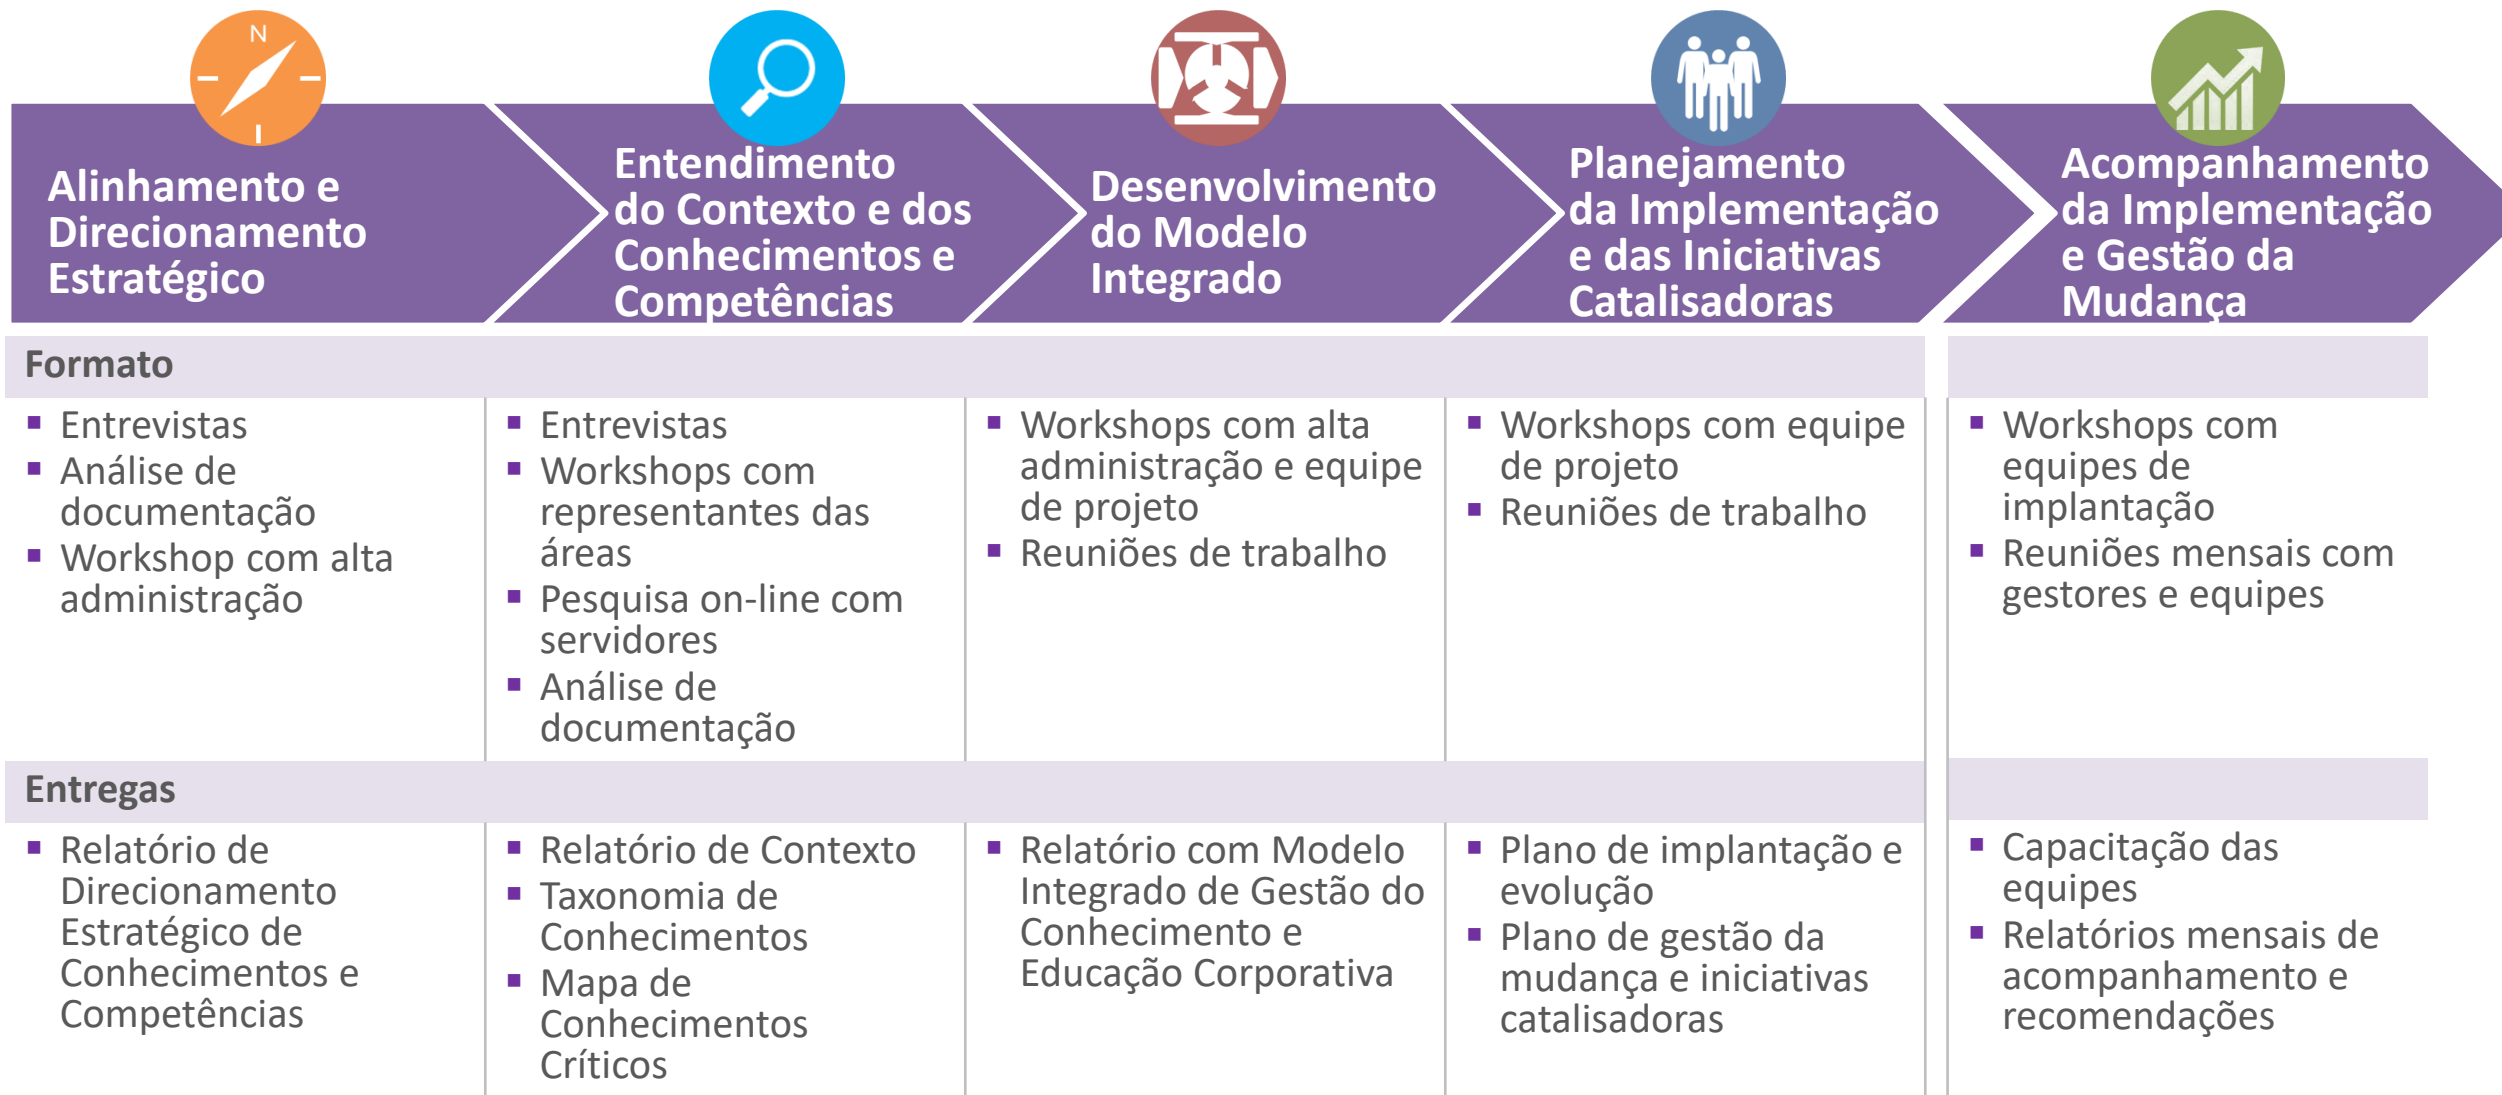 N
Alinhamento e
Direcionamento
Estratégico
Entendimento
do Contexto e dos
Conhecimentos e
Competências
Desenvolvimento
do Modelo
Integrado
Planejamento
da Implementação
e das Iniciativas
Catalisadoras
Acompanhamento
da Implementação
e Gestão da
Mudança
Formato
▪ Entrevistas
▪ Análise de
documentação
▪ Workshop com alta
administração
▪ Entrevistas
▪ Workshops com
representantes das
áreas
▪ Pesquisa on-line com
servidores
▪ Análise de
documentação
▪ Workshops com alta
administração e equipe
de projeto
▪ Reuniões de trabalho
▪ Workshops com equipe
de projeto
▪ Reuniões de trabalho
▪ Workshops com
equipes de
implantação
▪ Reuniões mensais com
gestores e equipes
Entregas
▪ Relatório de
Direcionamento
Estratégico de
Conhecimentos e
Competências
▪ Relatório de Contexto
▪ Taxonomia de
Conhecimentos
▪ Mapa de
Conhecimentos
Críticos
▪ Relatório com Modelo
Integrado de Gestão do
Conhecimento e
Educação Corporativa
▪ Plano de implantação e
evolução
▪ Plano de gestão da
mudança e iniciativas
catalisadoras
▪ Capacitação das
equipes
▪ Relatórios mensais de
acompanhamento e
recomendações